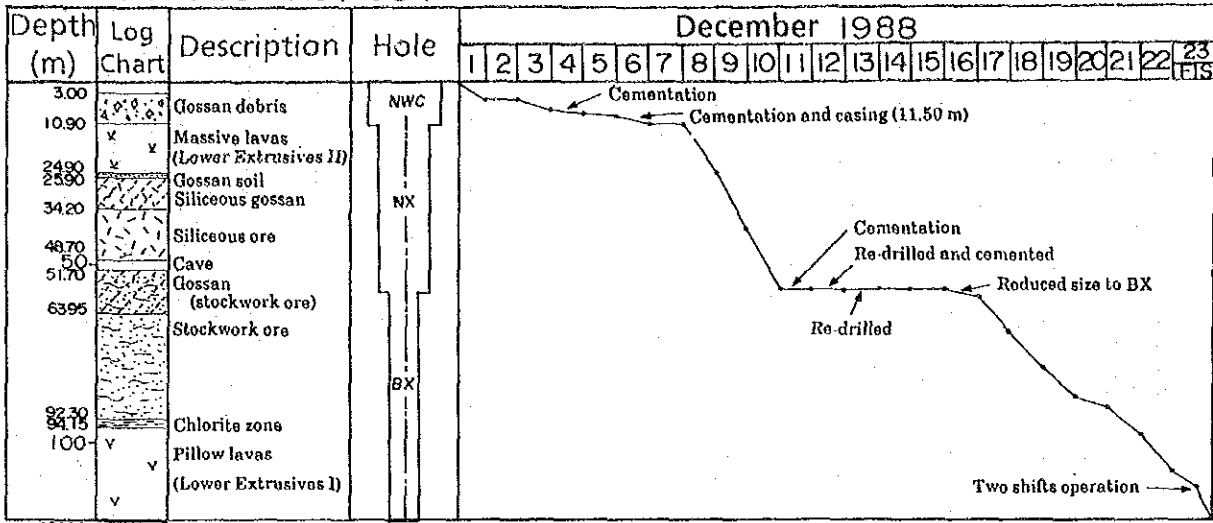 Depth (m)
Log Chart
Description
Hole
December 1988
1 2 3 4 5 6 7 8 9 10 11 12 13 14 15 16 17 18 19 20 21 22 23
F1S
3.00
Gossan debris
NWC
Cementation
10.90
Cementation and casing (11.50 m)
Massive lavas
(Lower Extrusives II)
24.90
25.90
Gossan soil
Siliceous gossan
NX
34.20
Siliceous ore
Cementation
48.70
Re-drilled and cemented
50
Cave
51.70
Gossan
(stockwork ore)
Reduced size to BX
63.95
Stockwork ore
Re-drilled
BX
92.30
94.15
Chlorite zone
100
Pillow lavas
(Lower Extrusives I)
Two shifts operation